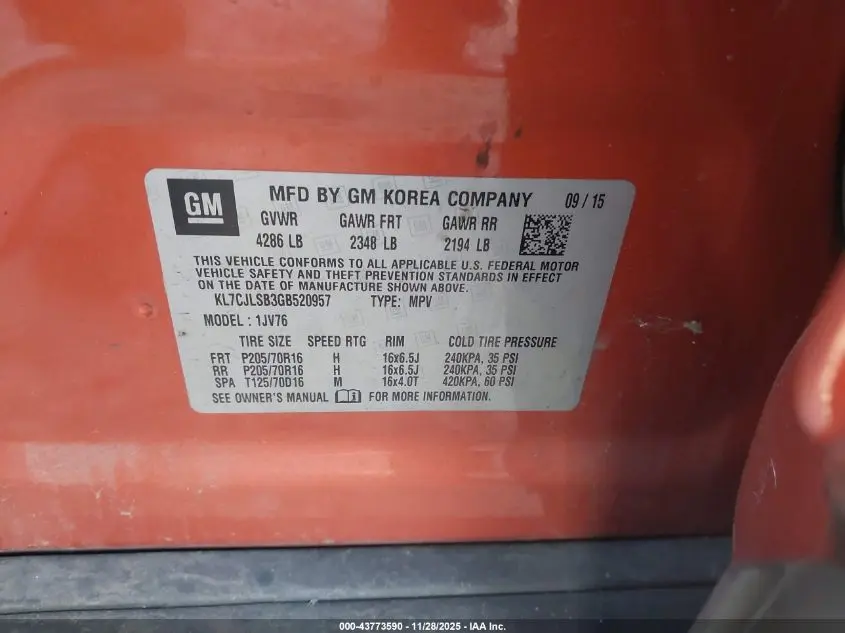 GM MFD BY GM KOREA COMPANY 09 / 15
GVWR GAWR FRT GAWR RR
4286 LB 2348 LB 2194 LB
THIS VEHICLE CONFORMS TO ALL APPLICABLE U.S. FEDERAL MOTOR
VEHICLE SAFETY AND THEFT PREVENTION STANDARDS IN EFFECT
ON THE DATE OF MANUFACTURE SHOWN ABOVE.
KL7CJLSB3GB520957 TYPE: MPV
MODEL : 1JV76
TIRE SIZE SPEED RTG RIM COLD TIRE PRESSURE
FRT P205/70R16 H 16x6.5J 240KPA, 35 PSI
RR P205/70R16 H 16x6.5J 240KPA, 35 PSI
SPA T125/70D16 M 16x4.0T 420KPA, 60 PSI
SEE OWNER'S MANUAL FOR MORE INFORMATION.
000-43773590 - 11/28/2025 - IAA Inc.